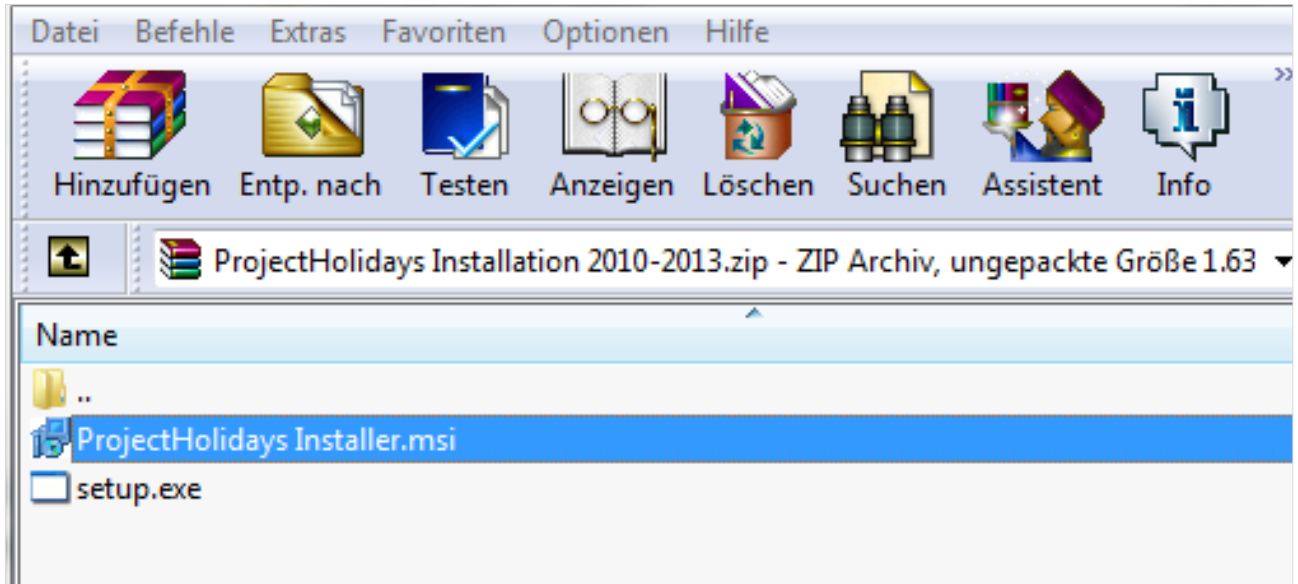 Datei Befehle Extras Favoriten Optionen Hilfe
Hinzufügen Entp. nach Testen Anzeigen Löschen Suchen Assistent Info
ProjectHolidays Installation 2010-2013.zip - ZIP Archiv, ungepackte Größe 1.63
Name
..
ProjectHolidays Installer.msi
setup.exe